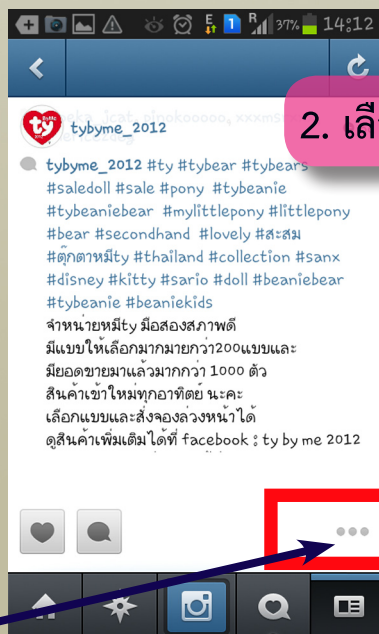 E R 37% 14:12
2. เลื
ty tybyme_2012
tybyme_2012 #ty #tybear #tybears
#saledoll #sale #pony #tybeanie
#tybeaniebear #mylittlepony #littlepony
#bear #secondhand #lovely #สะสม
#ตุ๊กตาหมีty #thailand #collection #sanx
#disney #kitty #sario #doll #beaniebear
#tybeanie #beaniekids
จำหน่ายหมีty มือสองสภาพดี
มีแบบให้เลือกมากมายกว่า200แบบและ
มียอดขายมาแล้วมากกว่า 1000 ตัว
สินค้าเข้าใหม่ทุกอาทิตย์ นะคะ
เลือกแบบและสั่งจองล่วงหน้าได้
ดูสินค้าเพิ่มเติมได้ที่ facebook : ty by me 2012